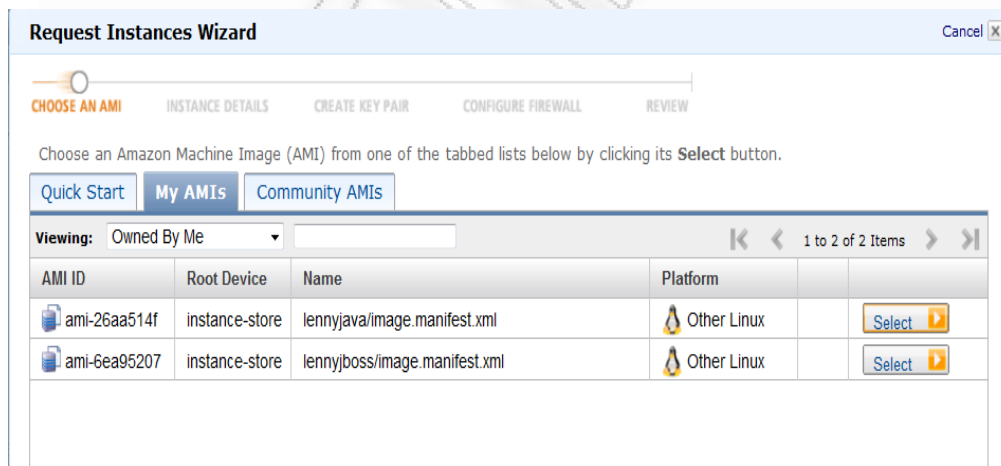 Request Instances Wizard
Cancel X
CHOOSE AN AMI INSTANCE DETAILS CREATE KEY PAIR CONFIGURE FIREWALL REVIEW
Choose an Amazon Machine Image (AMI) from one of the tabbed lists below by clicking its Select button.
Quick Start My AMIs Community AMIs
Viewing: Owned By Me 1 to 2 of 2 Items
AMI ID Root Device Name Platform
ami-26aa514f instance-store lennyjava/image.manifest.xml Other Linux Select
ami-6ea95207 instance-store lennyjboss/image.manifest.xml Other Linux Select